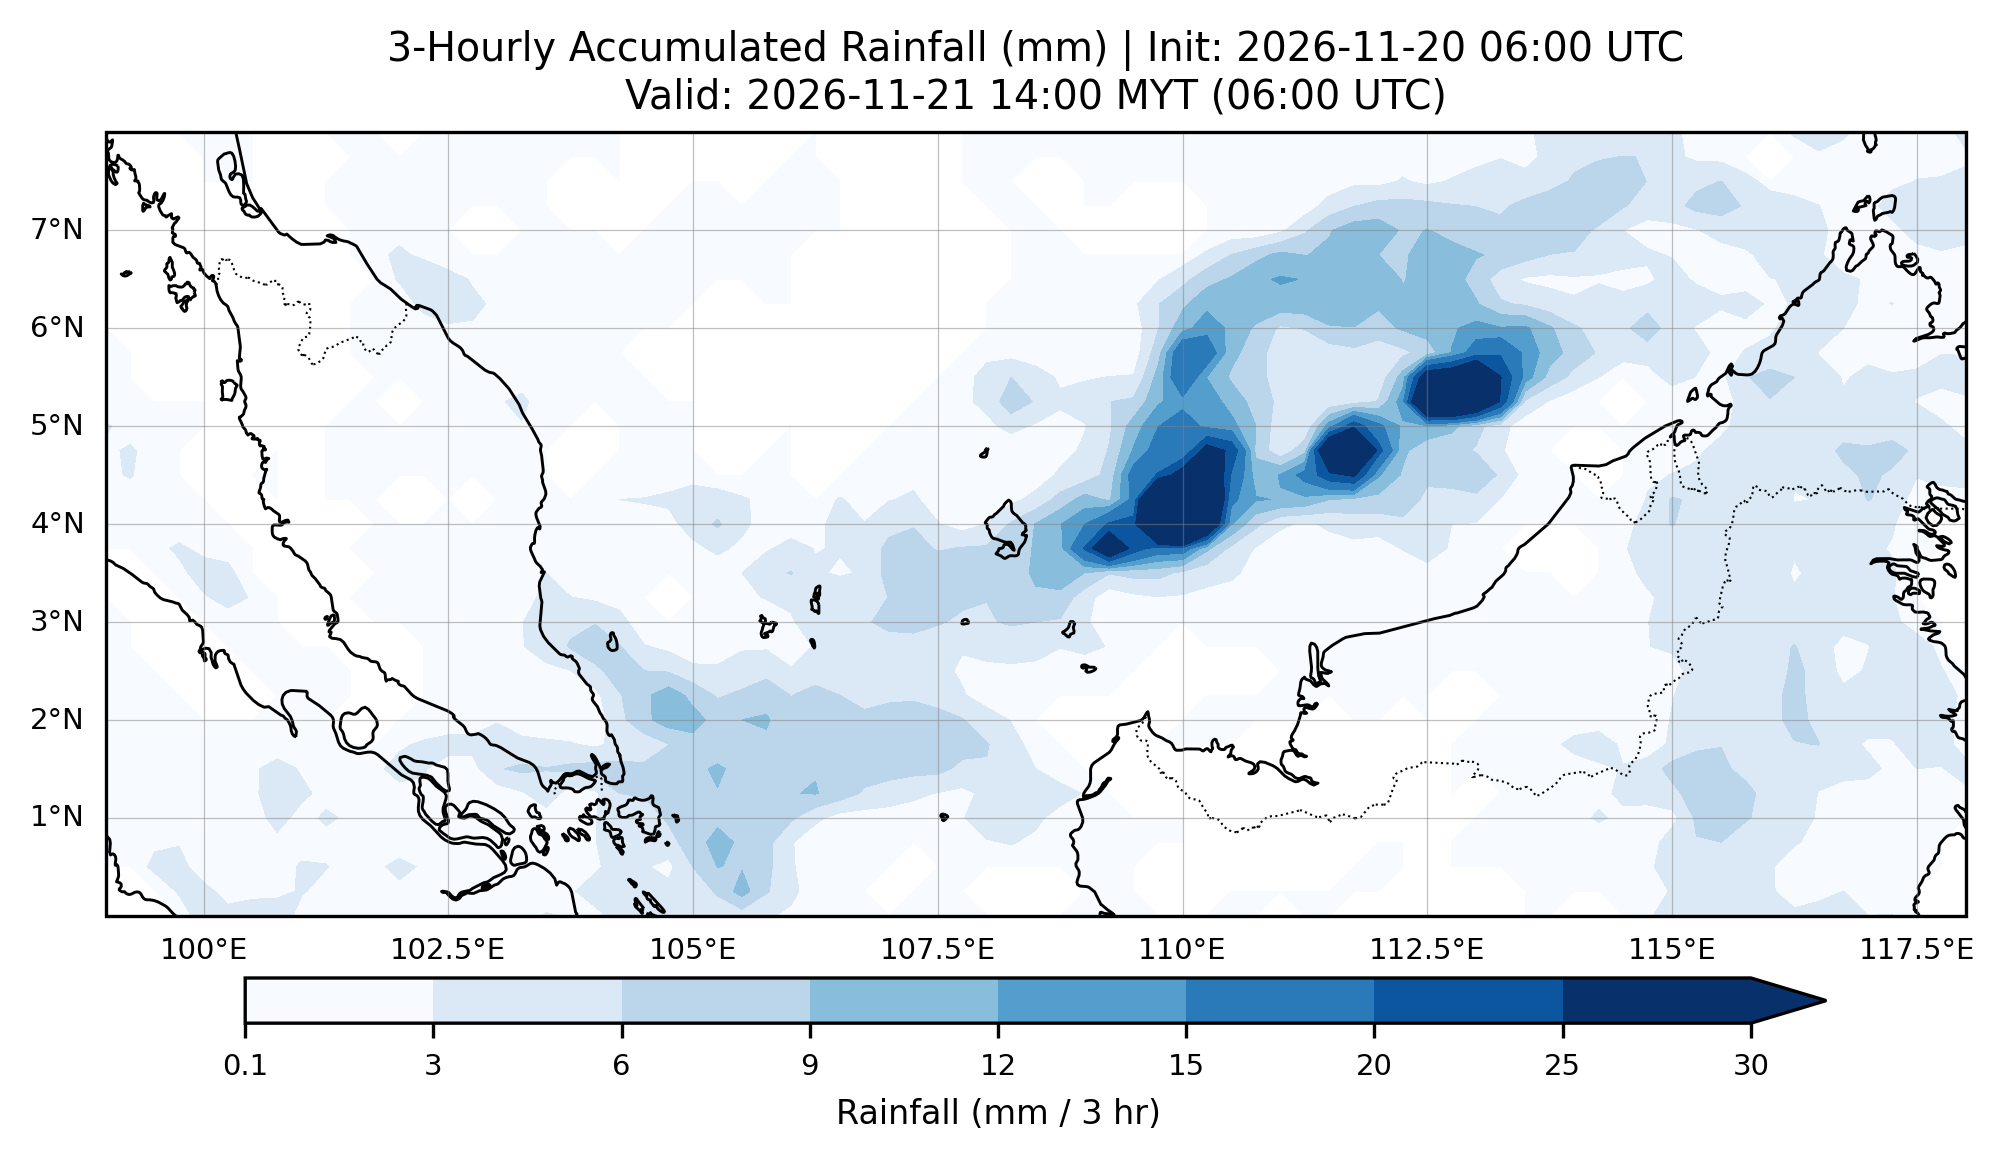 3-Hourly Accumulated Rainfall (mm) | Init: 2026-11-20 06:00 UTC
Valid: 2026-11-21 14:00 MYT (06:00 UTC)
7°N
6°N
5°N
4°N
3°N
2°N
1°N
100°E 102.5°E 105°E 107.5°E 110°E 112.5°E 115°E 117.5°E
0.1 3 6 9 12 15 20 25 30
Rainfall (mm / 3 hr)